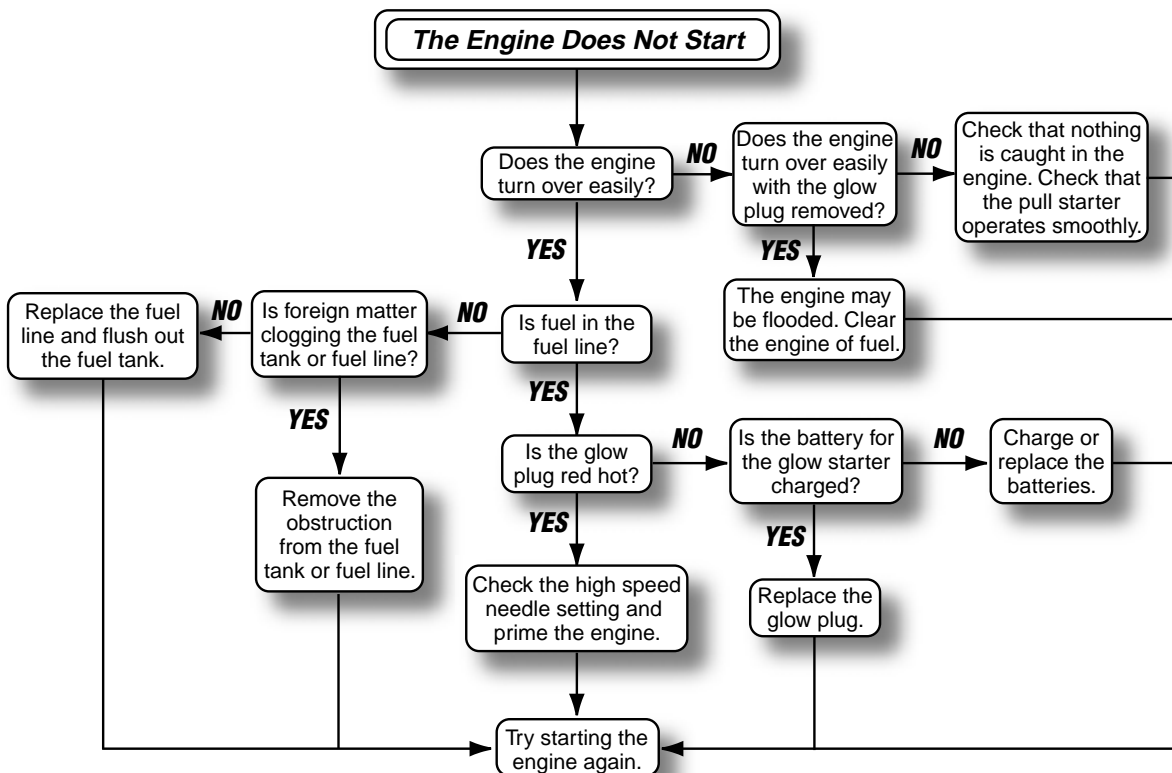 The Engine Does Not Start
Does the engine
turn over easily?
NO
Does the engine
turn over easily
with the glow
plug removed?
NO
Check that nothing
is caught in the
engine. Check that
the pull starter
operates smoothly.
YES
YES
The engine may
be flooded. Clear
the engine of fuel.
Is fuel in the
fuel line?
NO
Is foreign matter
clogging the fuel
tank or fuel line?
NO
Replace the fuel
line and flush out
the fuel tank.
YES
Remove the
obstruction
from the fuel
tank or fuel line.
YES
Is the glow
plug red hot?
NO
Is the battery for
the glow starter
charged?
NO
Charge or
replace the
batteries.
YES
Replace the
glow plug.
YES
Check the high speed
needle setting and
prime the engine.
Try starting the
engine again.